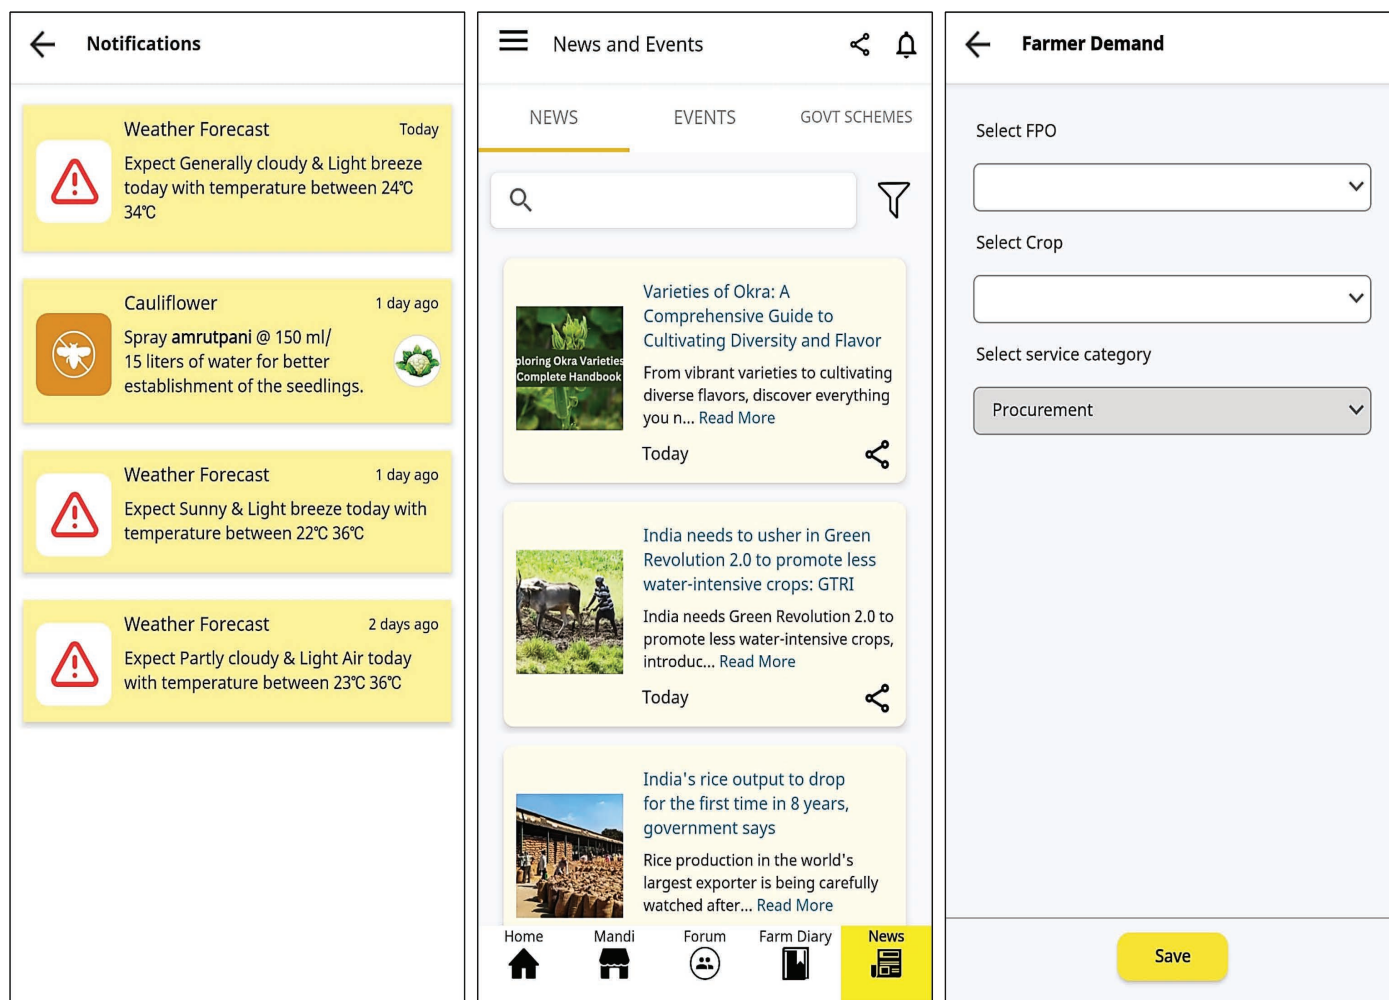 Notifications
Weather Forecast
Today
Expect Generally cloudy & Light breeze
today with temperature between 24℃
34℃
Cauliflower
1 day ago
Spray amrutpani @ 150 ml/
15 liters of water for better
establishment of the seedlings.
Weather Forecast
1 day ago
Expect Sunny & Light breeze today with
temperature between 22℃ 36℃
Weather Forecast
2 days ago
Expect Partly cloudy & Light Air today
with temperature between 23℃ 36℃
News and Events
NEWS
EVENTS
GOVT SCHEMES
ploring Okra Varieties
Complete Handbook
Varieties of Okra: A
Comprehensive Guide to
Cultivating Diversity and Flavor
From vibrant varieties to cultivating
diverse flavors, discover everything
you n... Read More
Today
India needs to usher in Green
Revolution 2.0 to promote less
water-intensive crops: GTRI
India needs Green Revolution 2.0 to
promote less water-intensive crops,
introduc... Read More
Today
India's rice output to drop
for the first time in 8 years,
government says
Rice production in the world's
largest exporter is being carefully
watched after... Read More
Home
Mandi
Forum
Farm Diary
News
Farmer Demand
Select FPO
Select Crop
Select service category
Procurement
Save